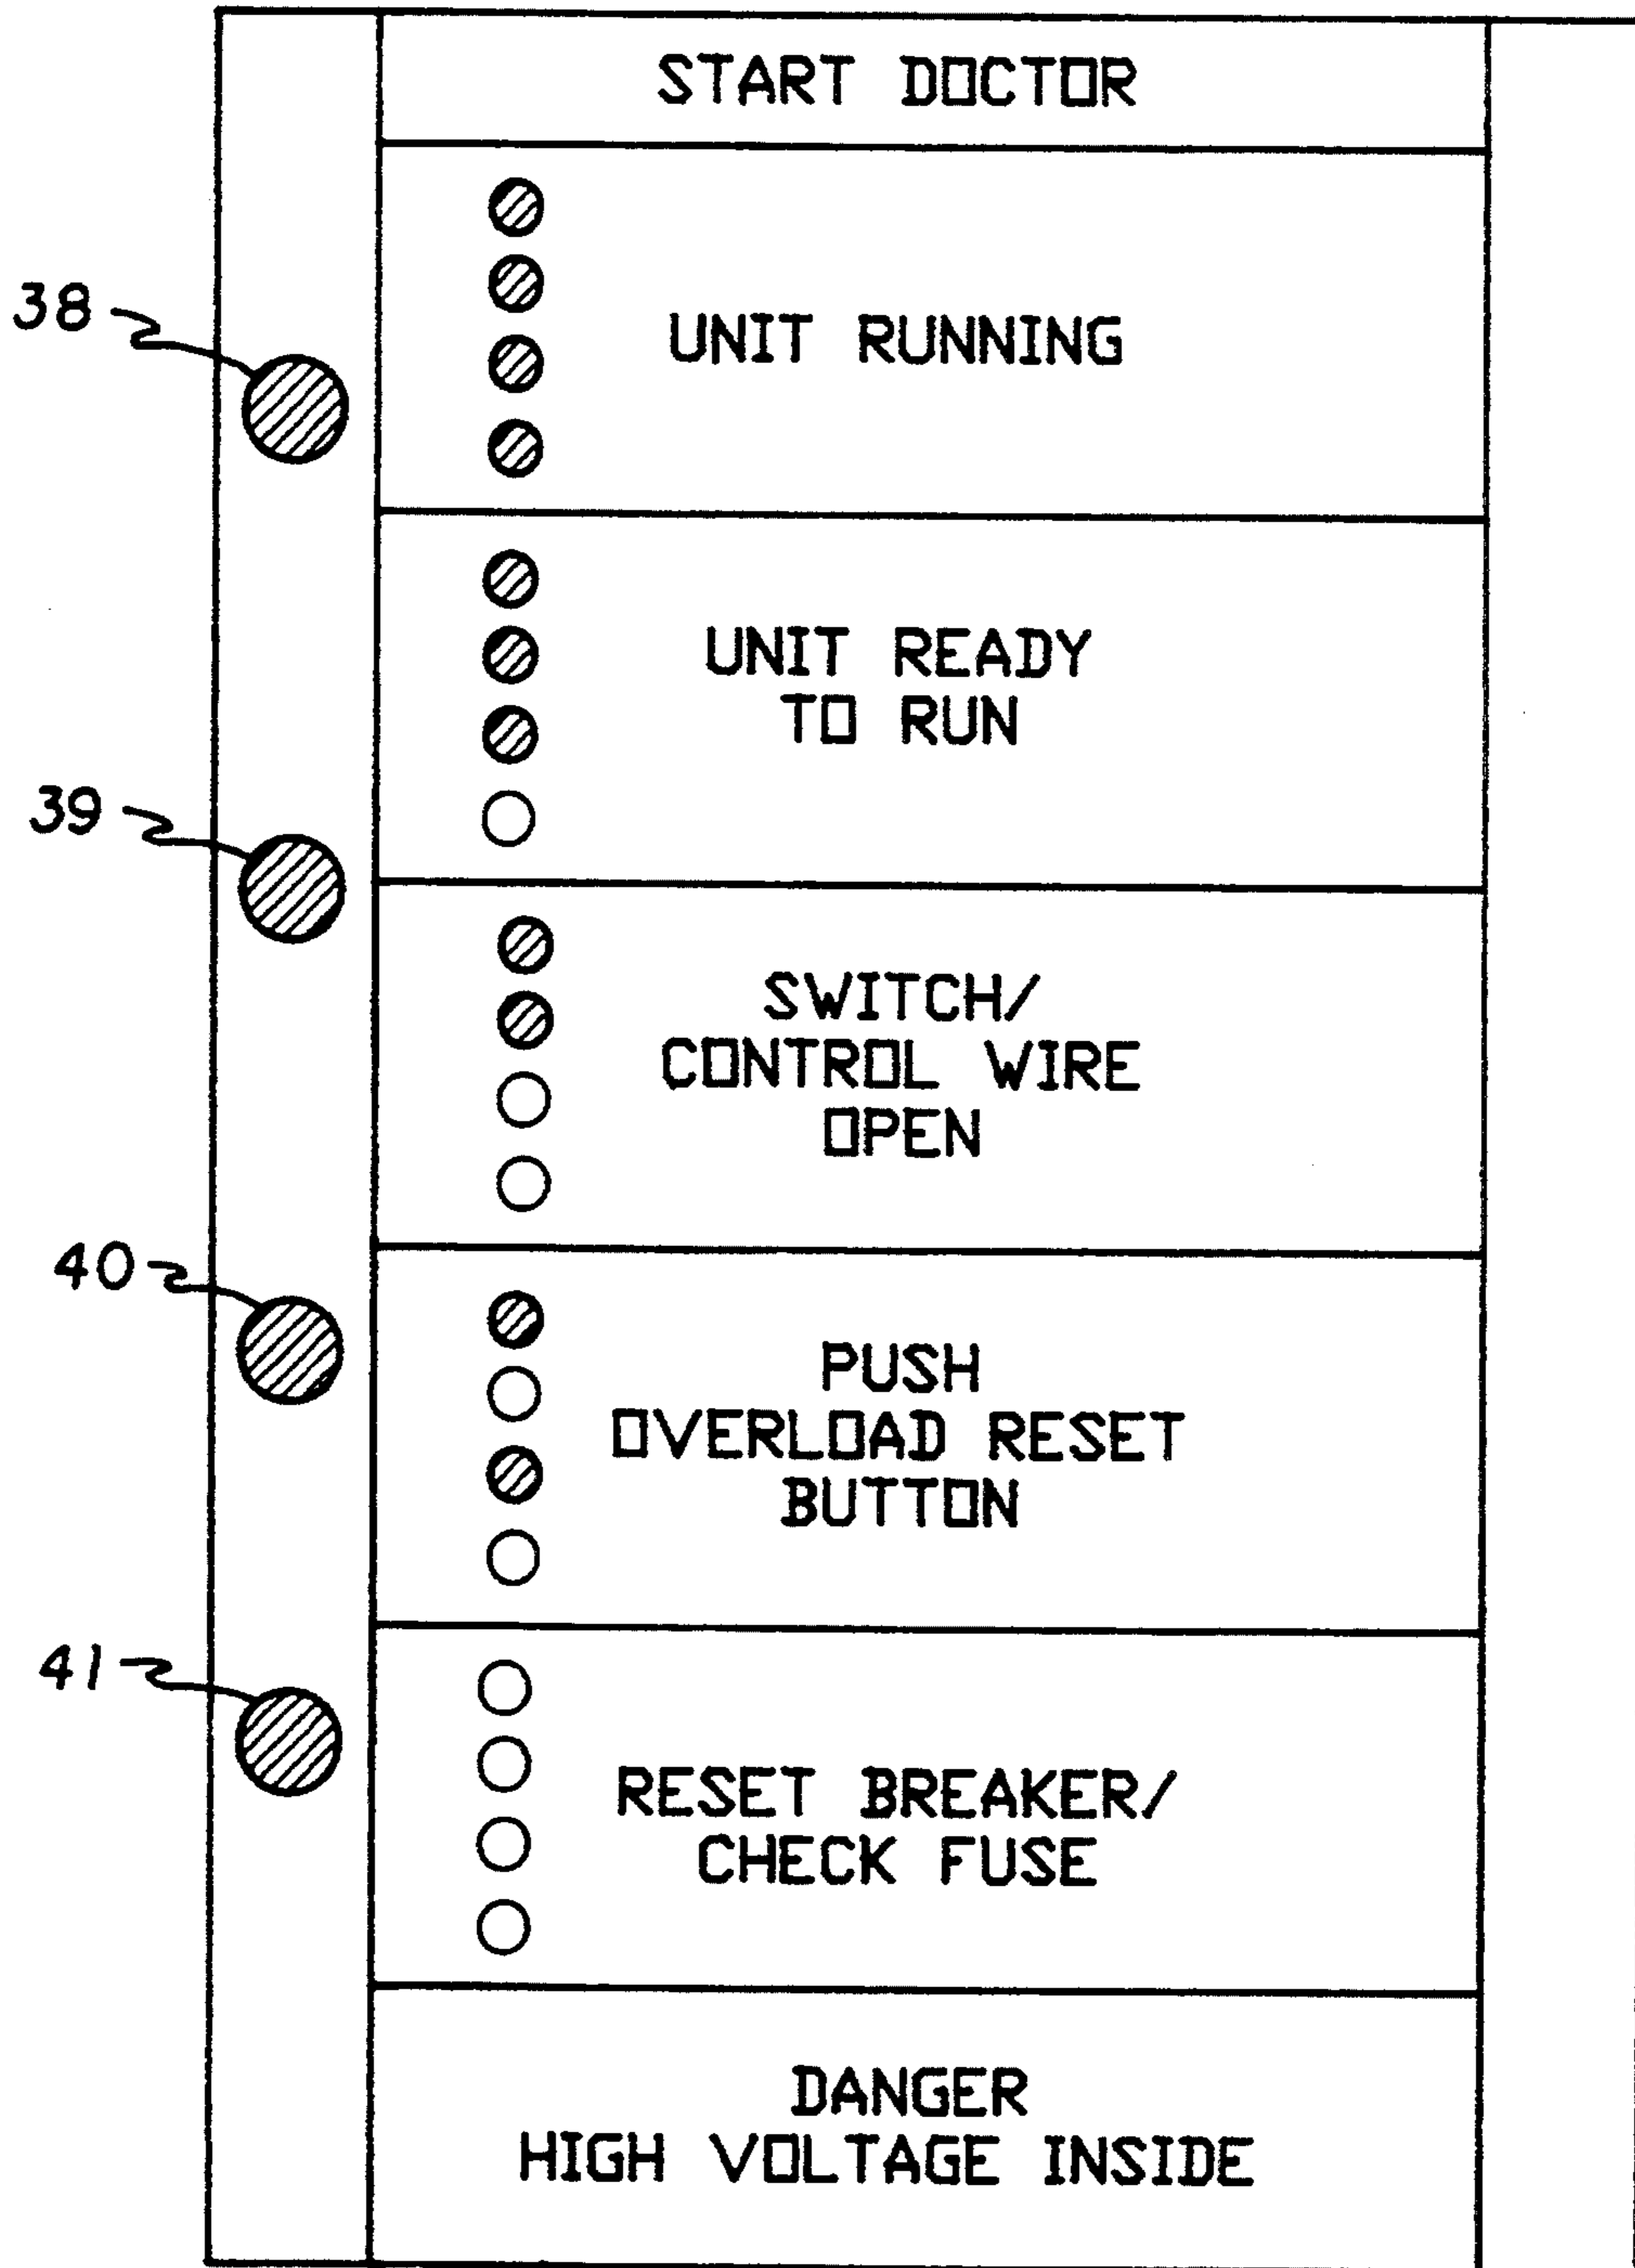 START DOCTOR
38
UNIT RUNNING
UNIT READY
TO RUN
39
SWITCH/
CONTROL WIRE
OPEN
40
PUSH
OVERLOAD RESET
BUTTON
41
RESET BREAKER/
CHECK FUSE
DANGER
HIGH VOLTAGE INSIDE